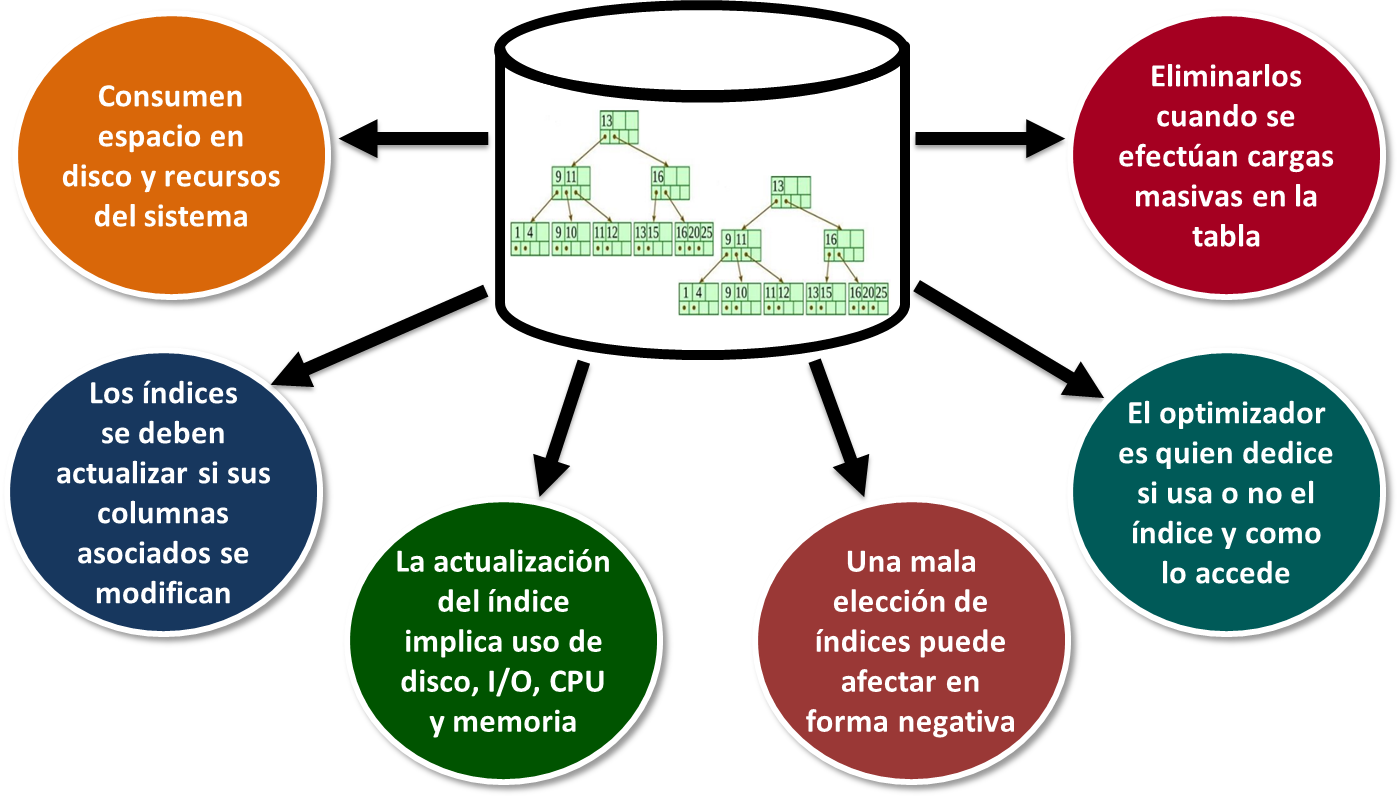 Consumen
espacio en
disco y recursos
del sistema
Los índices
se deben
actualizar si sus
columnas
asociados se
modifican
La actualización
del índice
implica uso de
disco, I/O, CPU
y memoria
Una mala
elección de
índices puede
afectar en
forma negativa
El optimizador
es quien dedice
si usa o no el
índice y como
lo accede
Eliminarlos
cuando se
efectúan cargas
masivas en la
tabla
13
9 11 16
1 4 9 10 11 12 13 15 16 20 25
13
9 11 16
1 4 9 10 11 12 13 15 16 20 25